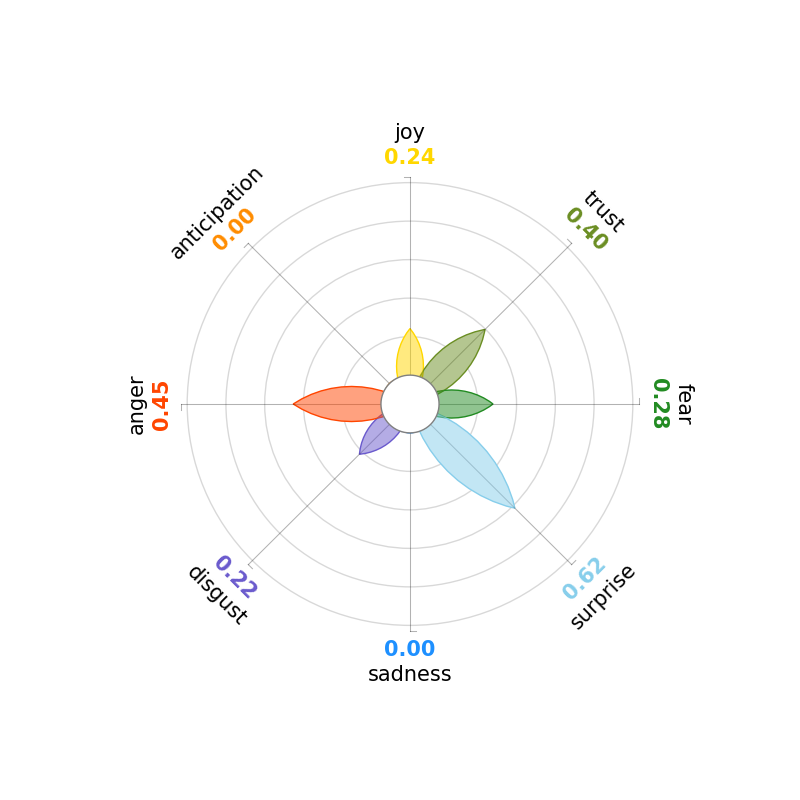 joy
0.24
trust
0.40
fear
0.28
surprise
0.62
sadness
0.00
disgust
0.22
anger
0.45
anticipation
0.00